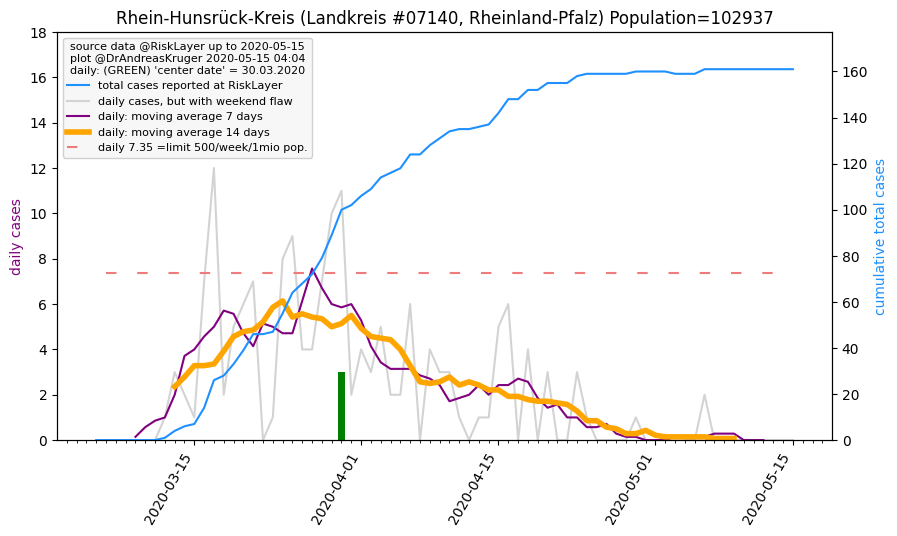 Rhein-Hunsrück-Kreis (Landkreis #07140, Rheinland-Pfalz) Population=102937
source data @RiskLayer up to 2020-05-15
plot @DrAndreasKruger 2020-05-15 04:04
daily: (GREEN) 'center date' = 30.03.2020
total cases reported at RiskLayer
daily cases, but with weekend flaw
daily: moving average 7 days
daily: moving average 14 days
daily 7.35 =limit 500/week/1mio pop.
daily cases
18
16
14
12
10
8
6
4
2
0
160
140
120
100
80
60
40
20
0
cumulative total cases
2020-03-15
2020-04-01
2020-04-15
2020-05-01
2020-05-15